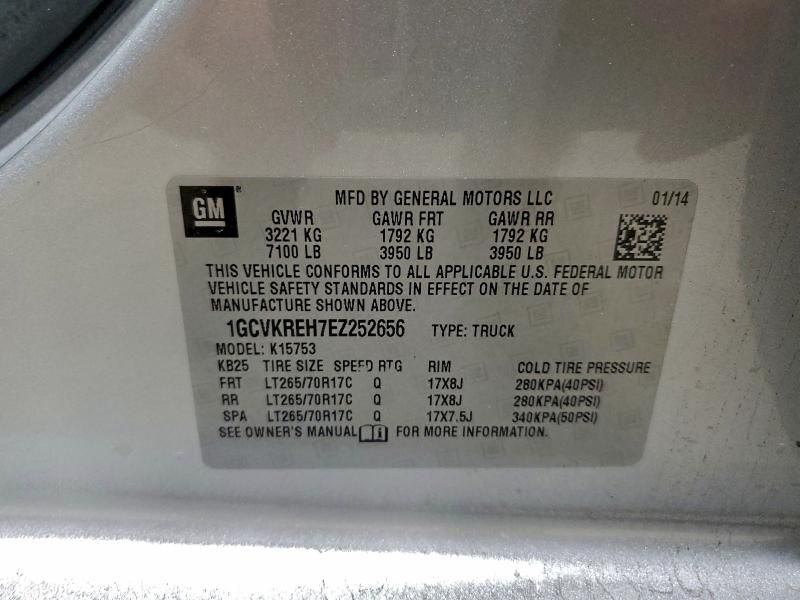 GM
MFD BY GENERAL MOTORS LLC 01/14
GVWR GAWR FRT GAWR RR
3221 KG 1792 KG 1792 KG
7100 LB 3950 LB 3950 LB
THIS VEHICLE CONFORMS TO ALL APPLICABLE U.S. FEDERAL MOTOR
VEHICLE SAFETY STANDARDS IN EFFECT ON THE DATE OF
MANUFACTURE SHOWN ABOVE.
1GCVKREH7EZ252656 TYPE: TRUCK
MODEL: K15753
KB25 TIRE SIZE SPEED RTG RIM COLD TIRE PRESSURE
FRT LT265/70R17C Q 17X8J 280KPA(40PSI)
RR LT265/70R17C Q 17X8J 280KPA(40PSI)
SPA LT265/70R17C Q 17X7.5J 340KPA(50PSI)
SEE OWNER'S MANUAL FOR MORE INFORMATION.